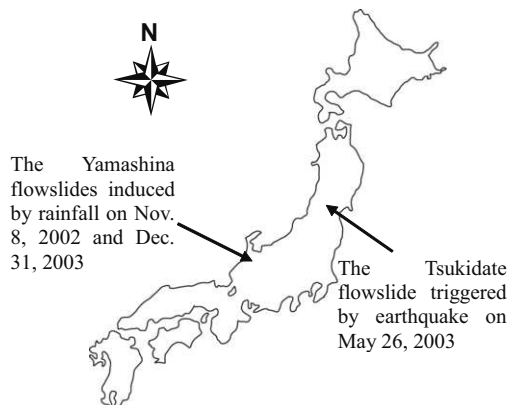 N
The Yamashina
flowslides induced
by rainfall on Nov.
8, 2002 and Dec.
31, 2003
The Tsukidate
flowslide triggered
by earthquake on
May 26, 2003